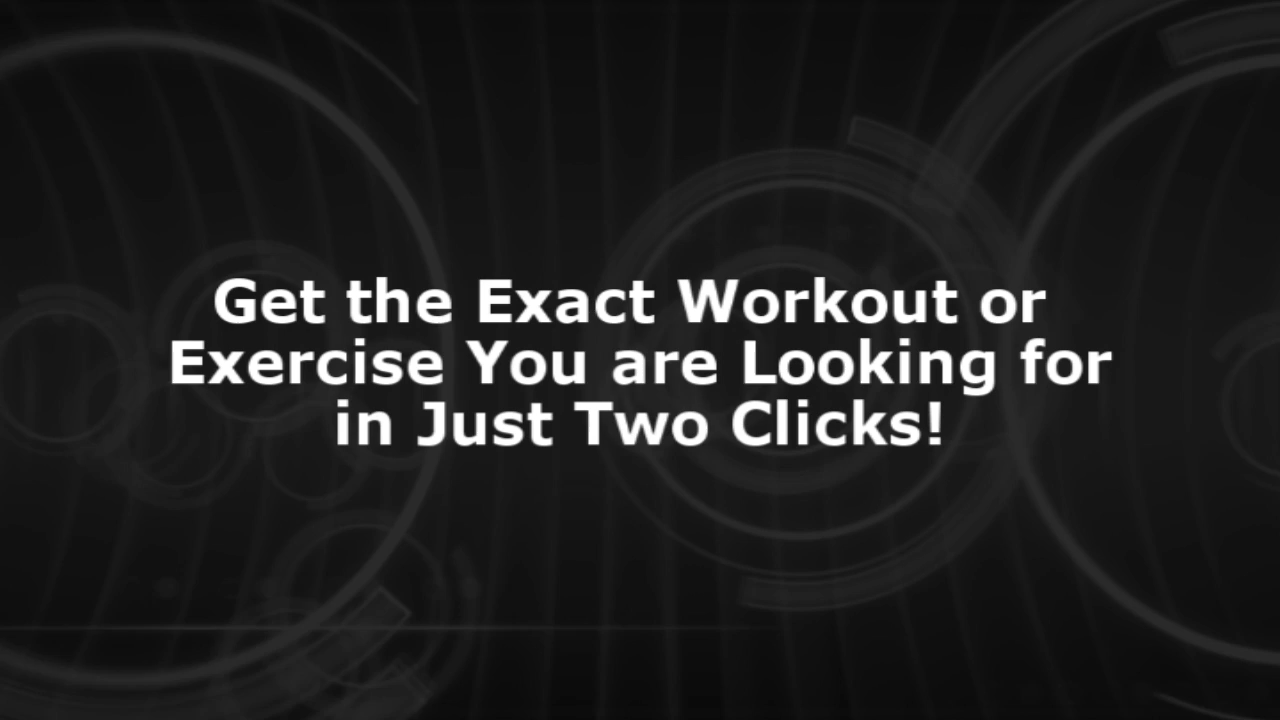 Get the Exact Workout or
Exercise You are Looking for
in Just Two Clicks!